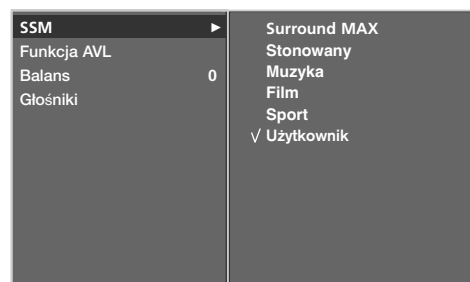 SSM ►
Funkcja AVL
Balans 0
Głośniki
Surround MAX
Stonowany
Muzyka
Film
Sport
√ Użytkownik